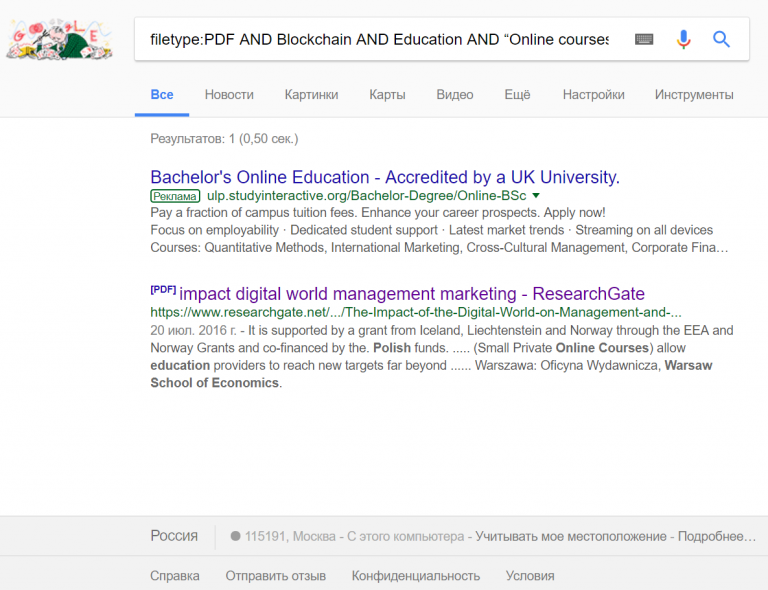 filetype:PDF AND Blockchain AND Education AND “Online courses
Все Новости Картинки Карты Видео Ещё Настройки Инструменты
Результатов: 1 (0,50 сек.)
Bachelor's Online Education - Accredited by a UK University.
Реклама ulp.studyinteractive.org/Bachelor-Degree/Online-BSc
Pay a fraction of campus tuition fees. Enhance your career prospects. Apply now!
Focus on employability · Dedicated student support · Latest market trends · Streaming on all devices
Courses: Quantitative Methods, International Marketing, Cross-Cultural Management, Corporate Fina…
[PDF] impact digital world management marketing - ResearchGate
https://www.researchgate.net/.../The-Impact-of-the-Digital-World-on-Management-and-...
20 июл. 2016 г. - It is supported by a grant from Iceland, Liechtenstein and Norway through the EEA and
Norway Grants and co-financed by the. Polish funds. ..... (Small Private Online Courses) allow
education providers to reach new targets far beyond ...... Warszawa: Oficyna Wydawnicza, Warsaw
School of Economics.
Россия 115191, Москва - С этого компьютера - Учитывать мое местоположение - Подробнее…
Справка Отправить отзыв Конфиденциальность Условия